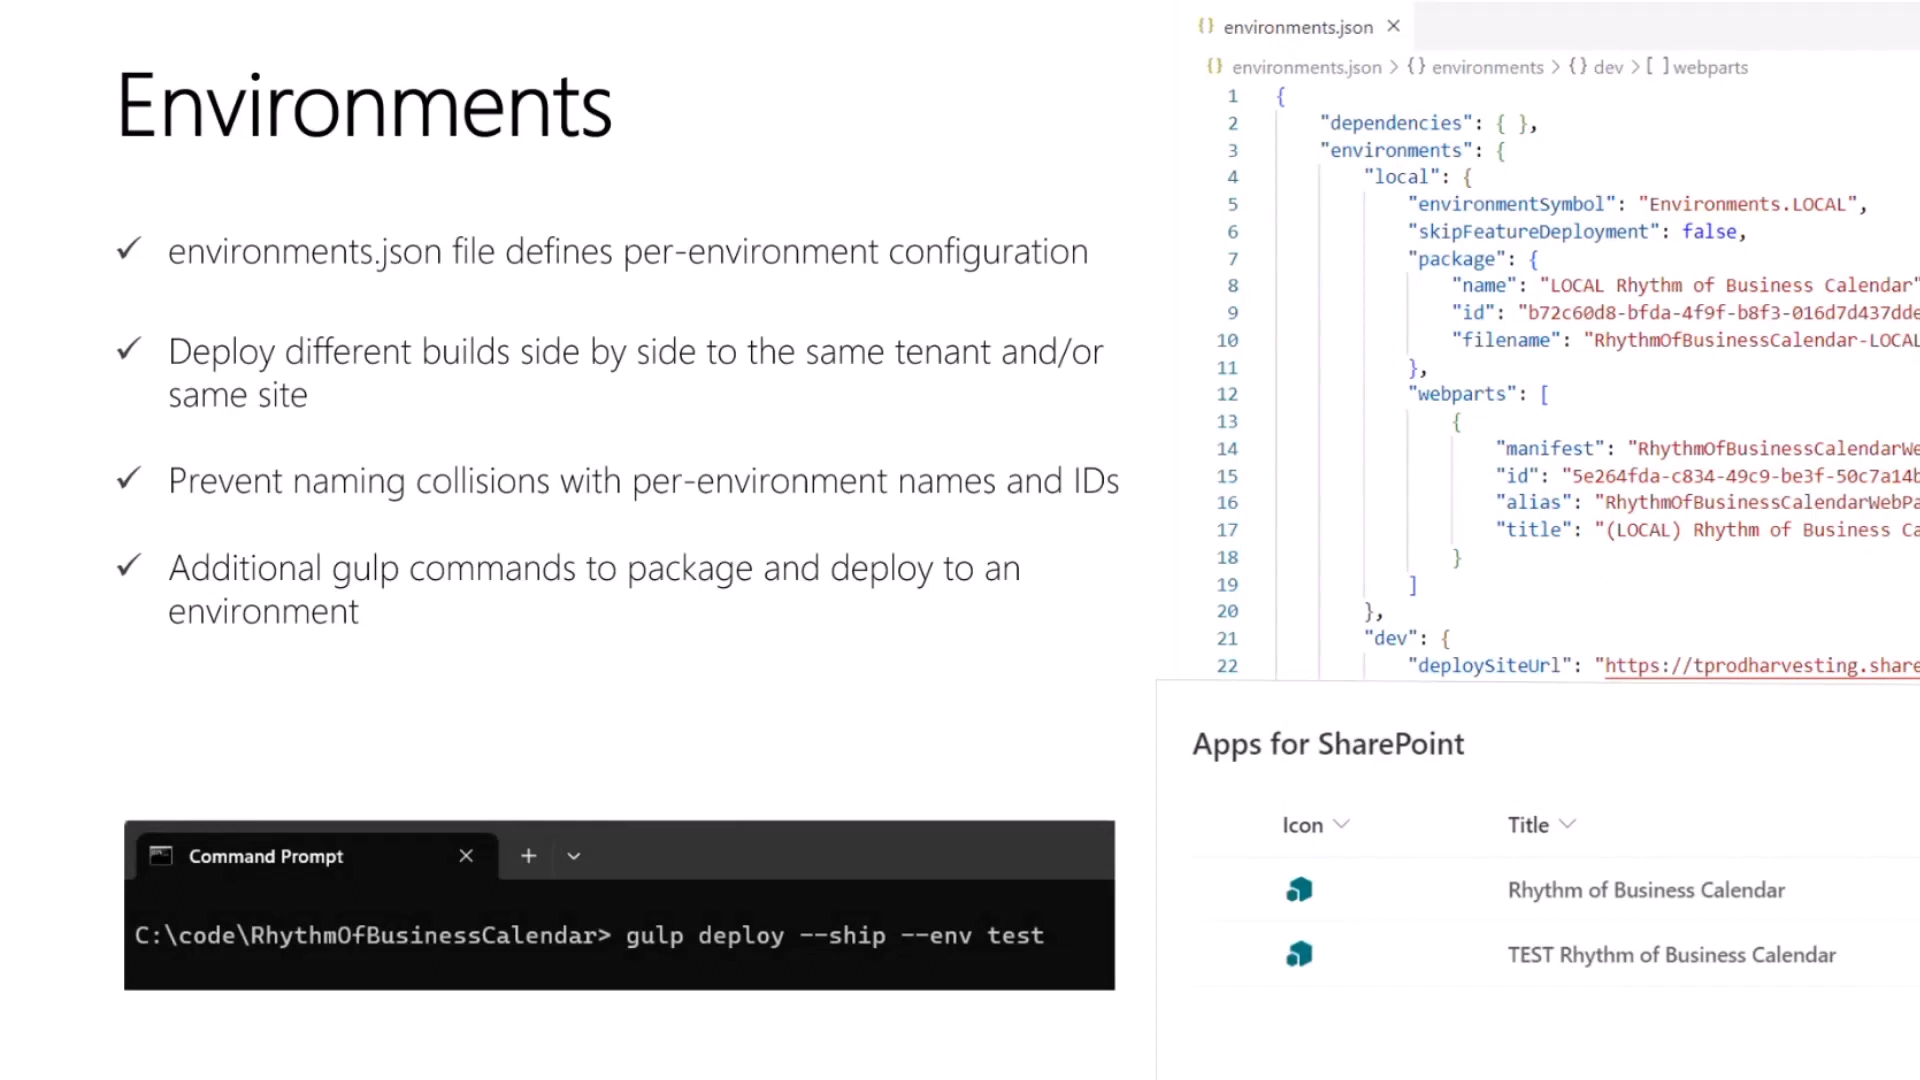 Environments
✓ environments.json file defines per-environment configuration
✓ Deploy different builds side by side to the same tenant and/or
same site
✓ Prevent naming collisions with per-environment names and IDs
✓ Additional gulp commands to package and deploy to an
environment
Command Prompt
C:\code\RhythmOfBusinessCalendar> gulp deploy --ship --env test
{} environments.json ×
{} environments.json > {} environments > {} dev > [ ] webparts
1 {
2 "dependencies": { },
3 "environments": {
4 "local": {
5 "environmentSymbol": "Environments.LOCAL",
6 "skipFeatureDeployment": false,
7 "package": {
8 "name": "LOCAL Rhythm of Business Calendar"
9 "id": "b72c60d8-bfda-4f9f-b8f3-016d7d437dde
10 "filename": "RhythmOfBusinessCalendar-LOCAL
11 },
12 "webparts": [
13 {
14 "manifest": "RhythmOfBusinessCalendarWe
15 "id": "5e264fda-c834-49c9-be3f-50c7a14b
16 "alias": "RhythmOfBusinessCalendarWebPa
17 "title": "(LOCAL) Rhythm of Business Ca
18 }
19 ]
20 },
21 "dev": {
22 "deploySiteUrl": "https://tprodharvesting.share
Apps for SharePoint
Icon Title
Rhythm of Business Calendar
TEST Rhythm of Business Calendar